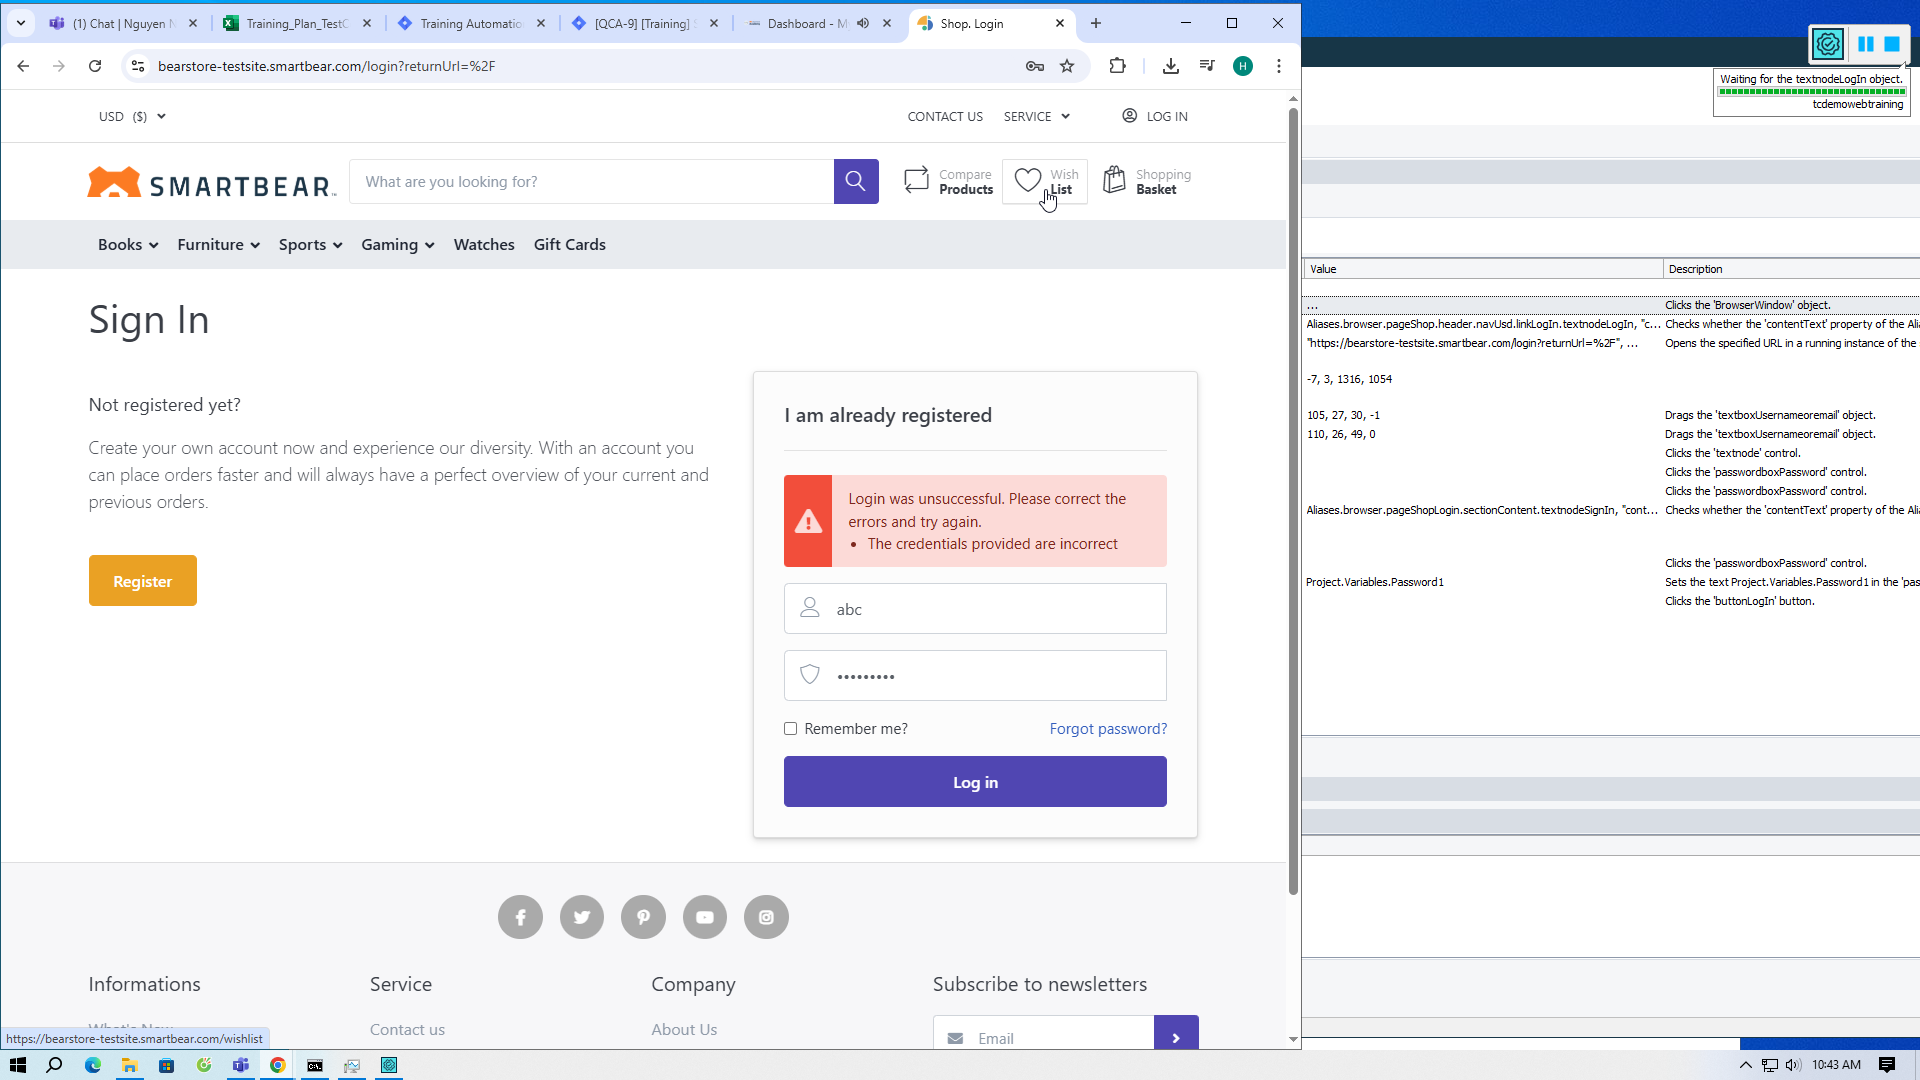 (1) Chat | Nguyen N
Training_Plan_TestC
Training Automatio
[QCA-9] [Training] S
Dashboard - M
Shop. Login
bearstore-testsite.smartbear.com/login?returnUrl=%2F
H
Waiting for the textnodeLogIn object.
tcdemowebtraining
USD ($)
CONTACT US
SERVICE
LOG IN
SMARTBEAR
What are you looking for?
Compare
Products
Wish
List
Shopping
Basket
Books
Furniture
Sports
Gaming
Watches
Gift Cards
Sign In
Not registered yet?
Create your own account now and experience our diversity. With an account you
can place orders faster and will always have a perfect overview of your current and
previous orders.
Register
I am already registered
Login was unsuccessful. Please correct the
errors and try again.
• The credentials provided are incorrect
abc
•••••••••
Remember me?
Forgot password?
Log in
Value
Description
...
Clicks the 'BrowserWindow' object.
Aliases.browser.pageShop.header.navUsd.linkLogIn.textnodeLogIn, "c...
Checks whether the 'contentText' property of the Ali
"https://bearstore-testsite.smartbear.com/login?returnUrl=%2F", ...
Opens the specified URL in a running instance of the
-7, 3, 1316, 1054
105, 27, 30, -1
Drags the 'textboxUsernameoremail' object.
110, 26, 49, 0
Drags the 'textboxUsernameoremail' object.
Clicks the 'textnode' control.
Clicks the 'passwordboxPassword' control.
Clicks the 'passwordboxPassword' control.
Aliases.browser.pageShopLogin.sectionContent.textnodeSignIn, "cont...
Checks whether the 'contentText' property of the Ali
Clicks the 'passwordboxPassword' control.
Project.Variables.Password1
Sets the text Project.Variables.Password1 in the 'pas
Clicks the 'buttonLogIn' button.
Informations
Service
Company
Subscribe to newsletters
What's New
Contact us
About Us
Email
https://bearstore-testsite.smartbear.com/wishlist
10:43 AM